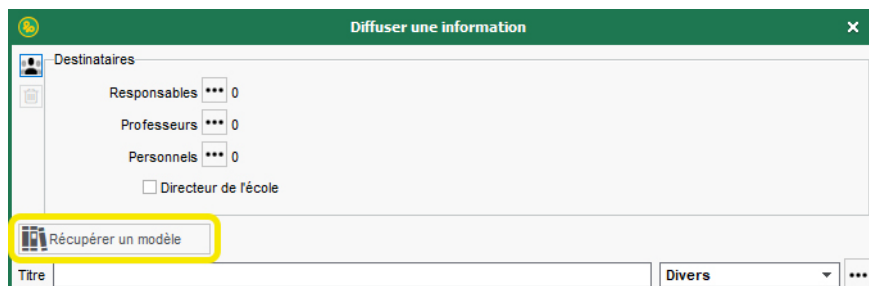 Diffuser une information
Destinataires
Responsables ... 0
Professeurs ... 0
Personnels ... 0
Directeur de l'école
Récupérer un modèle
Titre Divers ...